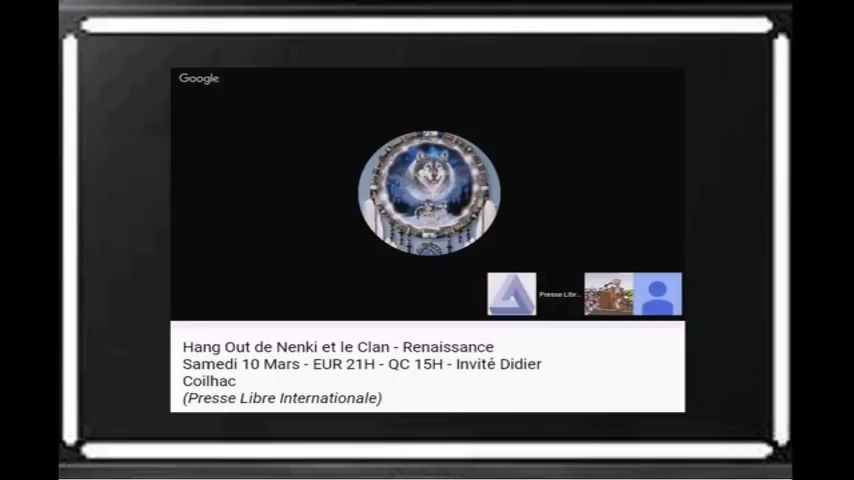 Google
Presse Libr...
Hang Out de Nenki et le Clan - Renaissance
Samedi 10 Mars - EUR 21H - QC 15H - Invité Didier
Coilhac
(Presse Libre Internationale)